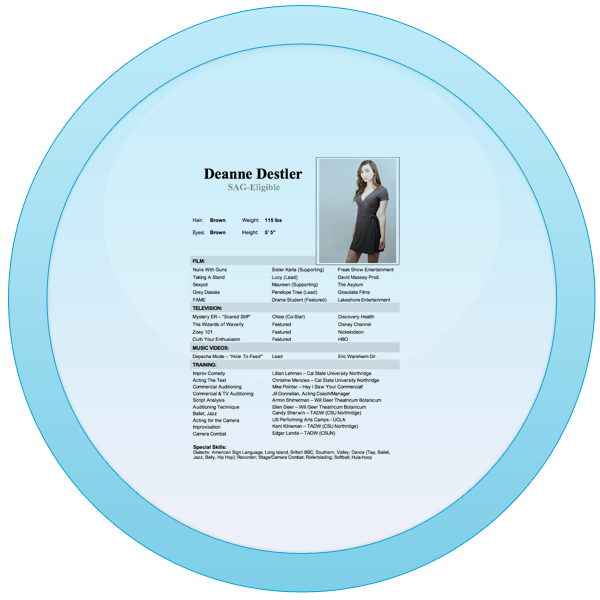 Deanne Destler
SAG-Eligible
Hair: Brown Weight: 115 lbs
Eyes: Brown Height: 5' 5"
FILM:
Nuns With Guns Sister Karla (Supporting) Freak Show Entertainment
Taking A Stand Lucy (Lead) David Massey Prod.
Sexpot Maureen (Supporting) The Asylum
Grey Daisies Penelope Tree (Lead) Glosolalia Films
FAME Drama Student (Featured) Lakeshore Entertainment
TELEVISION:
Mystery ER – "Scared Stiff" Chloe (Co-Star) Discovery Health
The Wizards of Waverly Featured Disney Channel
Zoey 101 Featured Nickelodeon
Curb Your Enthusiasm Featured HBO
MUSIC VIDEOS:
Depeche Mode – "Hole To Feed" Lead Eric Wareheim Dir.
TRAINING:
Improv Comedy Lillian Lehman – Cal State University Northridge
Acting The Text Christine Menzies – Cal State University Northridge
Commercial Auditioning Mike Pointer – Hey I Saw Your Commercial!
Commercial & TV Auditioning Jil Donnellan, Acting Coach/Manager
Script Analysis Armin Shimerman – Will Geer Theatricum Botanicum
Auditioning Technique Ellen Geer – Will Geer Theatricum Botanicum
Ballet, Jazz Candy Sherwin – TADW (CSU Northridge)
Acting for the Camera US Performing Arts Camps - UCLA
Improvisation Kent Klineman – TADW (CSU Northridge)
Camera Combat Edgar Landa – TADW (CSUN)
Special Skills:
Dialects: American Sign Language, Long Island, British BBC, Southern, Valley; Dance (Tap, Ballet,
Jazz, Belly, Hip Hop); Recorder; Stage/Camera Combat; Rollerblading; Softball; Hula-hoop